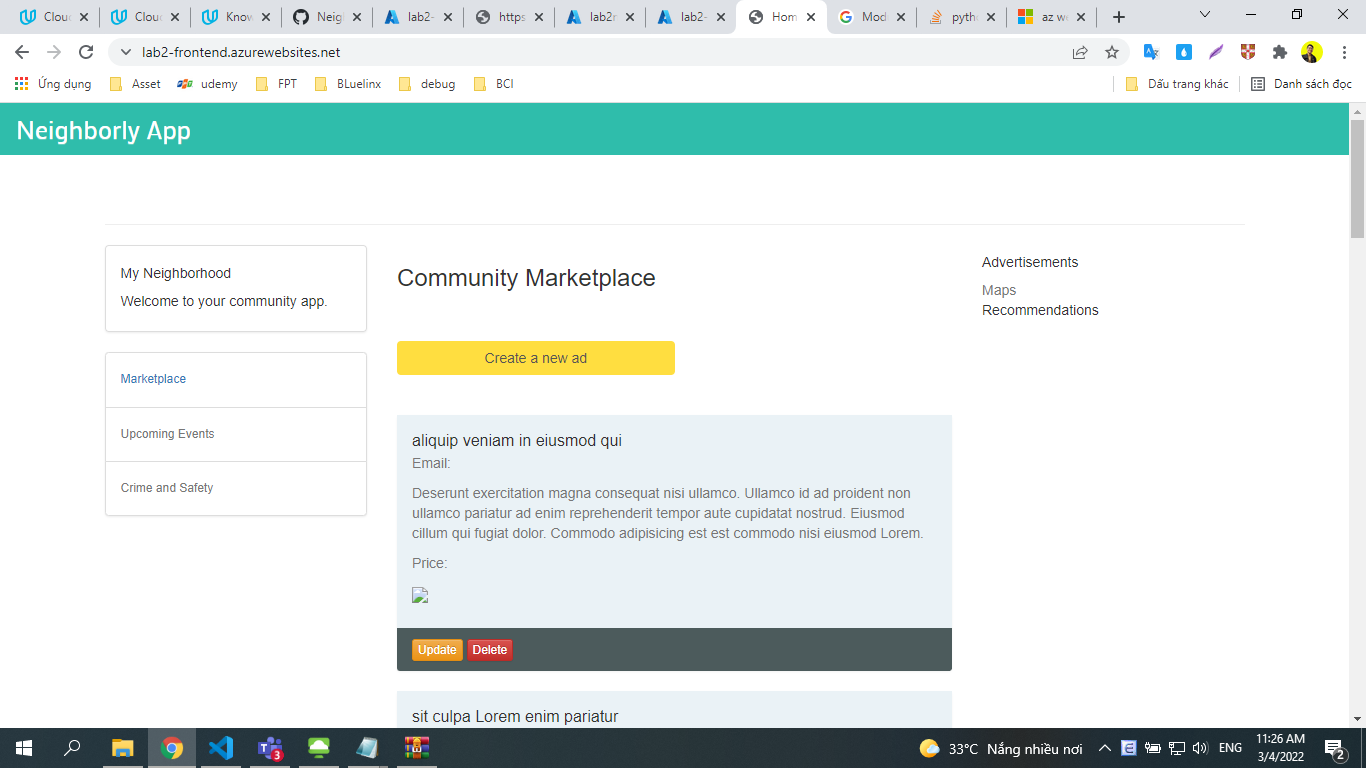 Cloud
Cloud
Know
Neigh
lab2-
https
lab2r
lab2-
Hom
Mod
pyth
az we
lab2-frontend.azurewebsites.net
Ứng dụng
Asset
udemy
FPT
BLuelinx
debug
BCI
Dấu trang khác
Danh sách đọc
Neighborly App
My Neighborhood
Welcome to your community app.
Marketplace
Upcoming Events
Crime and Safety
Community Marketplace
Create a new ad
aliquip veniam in eiusmod qui
Email:
Deserunt exercitation magna consequat nisi ullamco. Ullamco id ad proident non
ullamco pariatur ad enim reprehenderit tempor aute cupidatat nostrud. Eiusmod
cillum qui fugiat dolor. Commodo adipisicing est est commodo nisi eiusmod Lorem.
Price:
Update Delete
sit culpa Lorem enim pariatur
Advertisements
Maps
Recommendations
3
33°C Nắng nhiều nơi
ENG
11:26 AM
3/4/2022
2